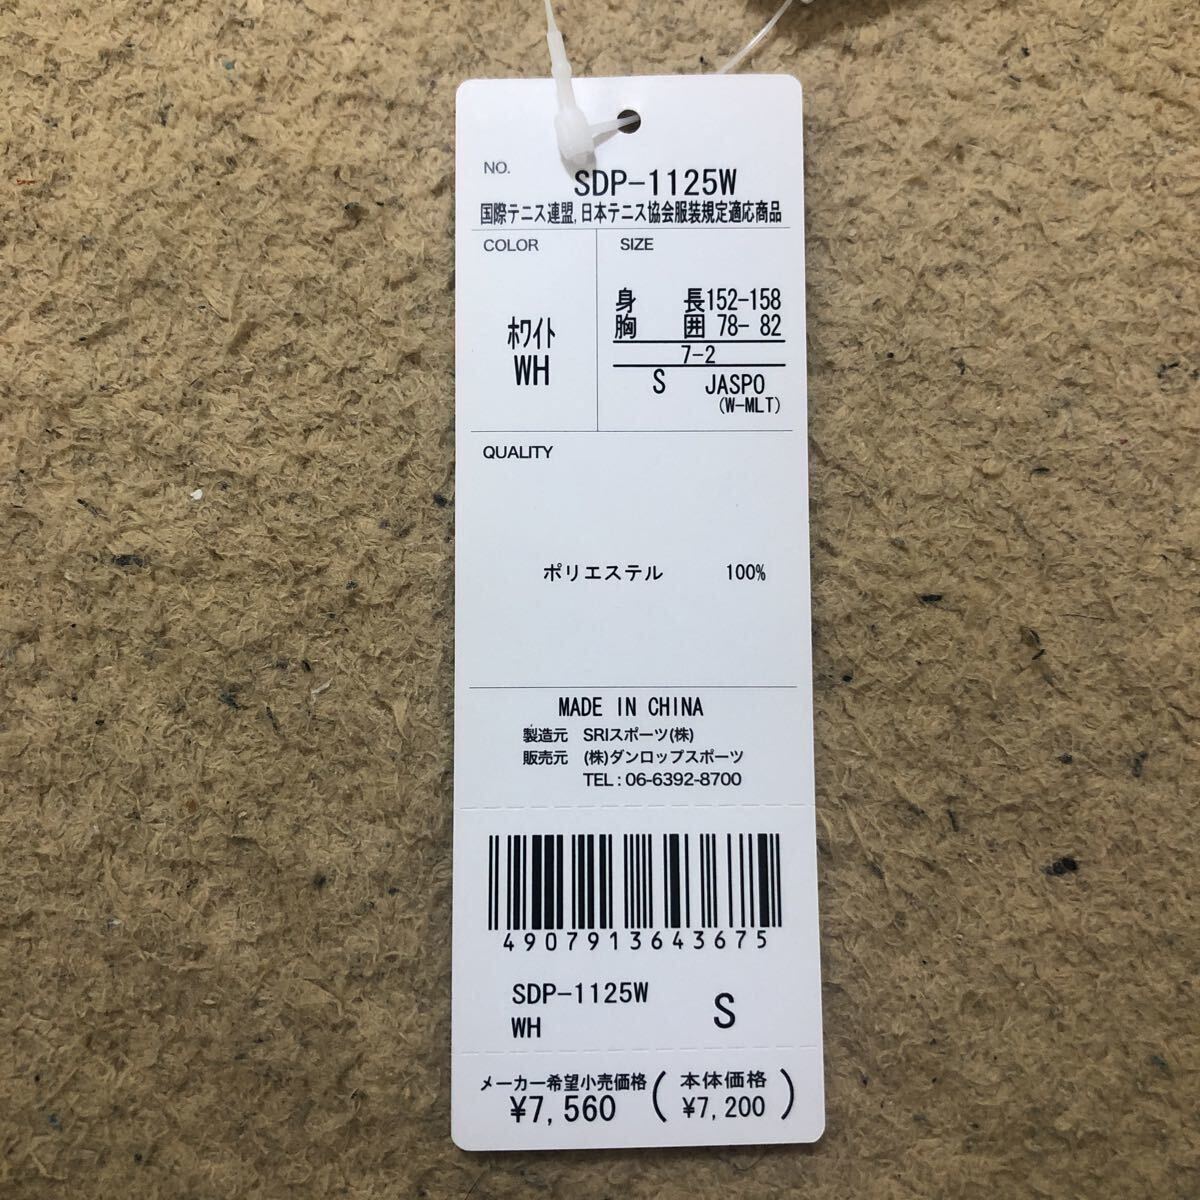 NO. SDP-1125W
国際テニス連盟,日本テニス協会服装規定適応商品
COLOR
ホワイト
WH
SIZE
身 長152-158
胸 囲 78- 82
7-2
S JASPO
(W-MLT)
QUALITY
ポリエステル 100%
MADE IN CHINA
製造元 SRIスポーツ(株)
販売元 (株)ダンロップスポーツ
TEL:06-6392-8700
4907913643675
SDP-1125W
WH S
メーカー希望小売価格
¥7,560
(本体価格
¥7,200)